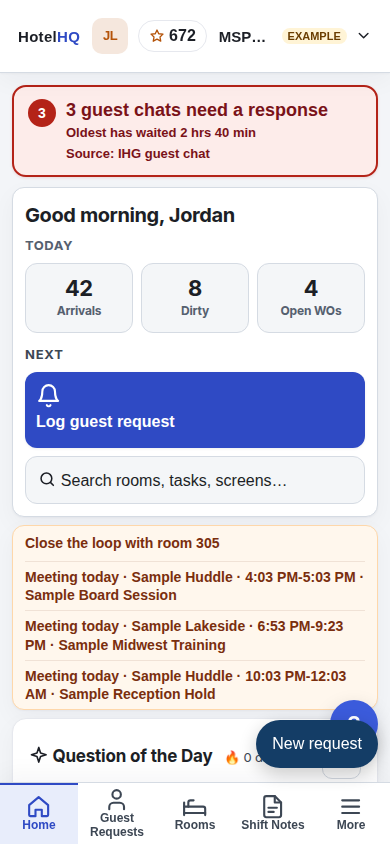 HotelHQ JL 672 MSP... EXAMPLE
3 3 guest chats need a response
Oldest has waited 2 hrs 40 min
Source: IHG guest chat
Good morning, Jordan
TODAY
42 8 4
Arrivals Dirty Open WOs
NEXT
Log guest request
Search rooms, tasks, screens...
Close the loop with room 305
Meeting today · Sample Huddle · 4:03 PM-5:03 PM ·
Sample Board Session
Meeting today · Sample Lakeside · 6:53 PM-9:23
PM · Sample Midwest Training
Meeting today · Sample Huddle · 10:03 PM-12:03
AM · Sample Reception Hold
Question of the Day 🔥 0
New request
Home Guest Requests Rooms Shift Notes More